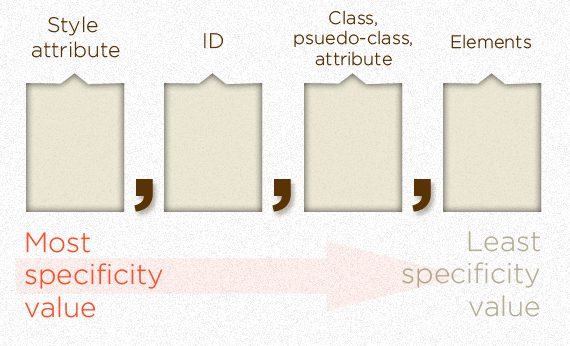 Style
attribute
ID
Class,
psuedo-class,
attribute
Elements
, , ,
Most
specificity
value
Least
specificity
value